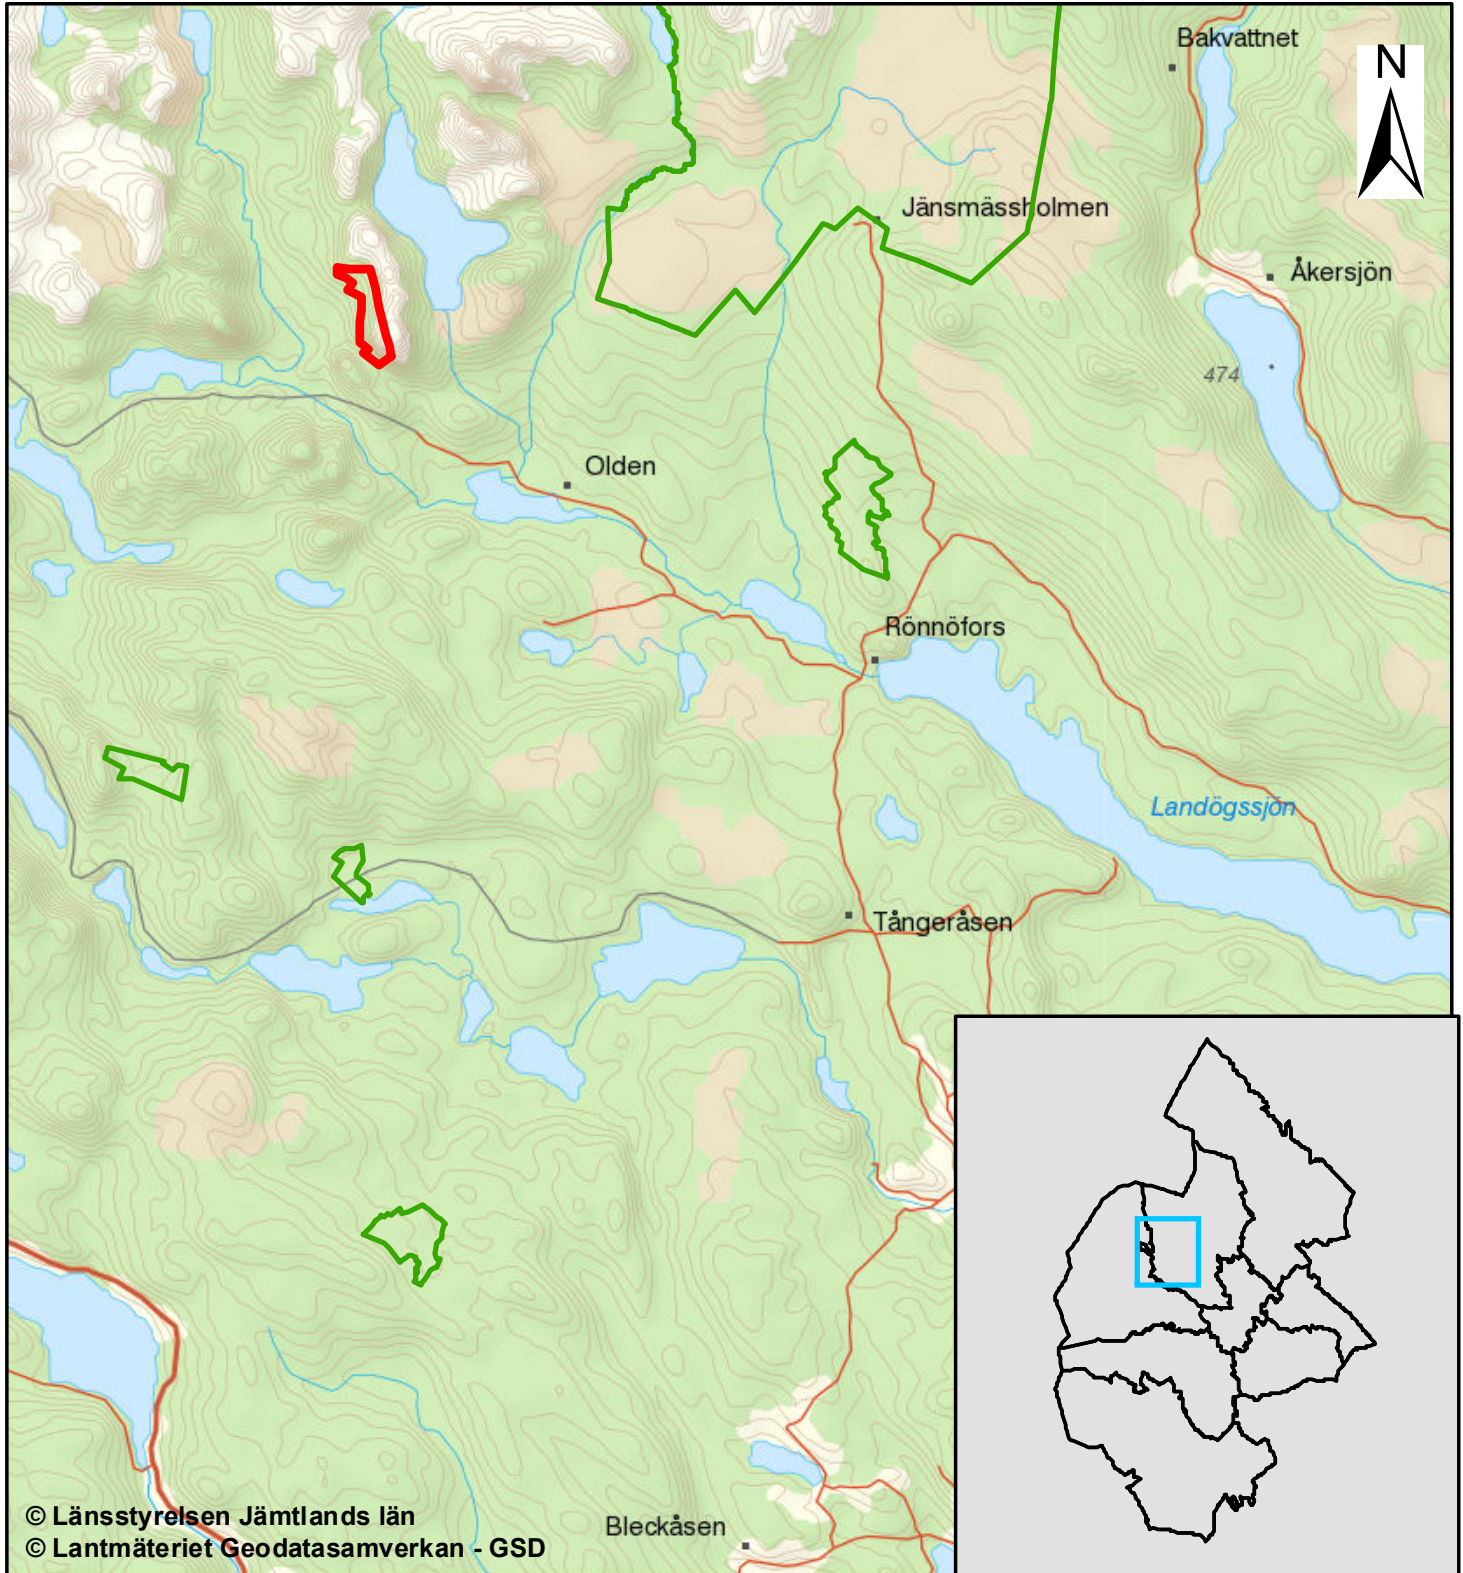 Bakvattnet
N
Jänsmässholmen
Åkersjön
474
Olden
Rönnöfors
Landögssjön
Tångeråsen
© Länsstyrelsen Jämtlands län
Bleckåsen
© Lantmäteriet Geodatasamverkan - GSD